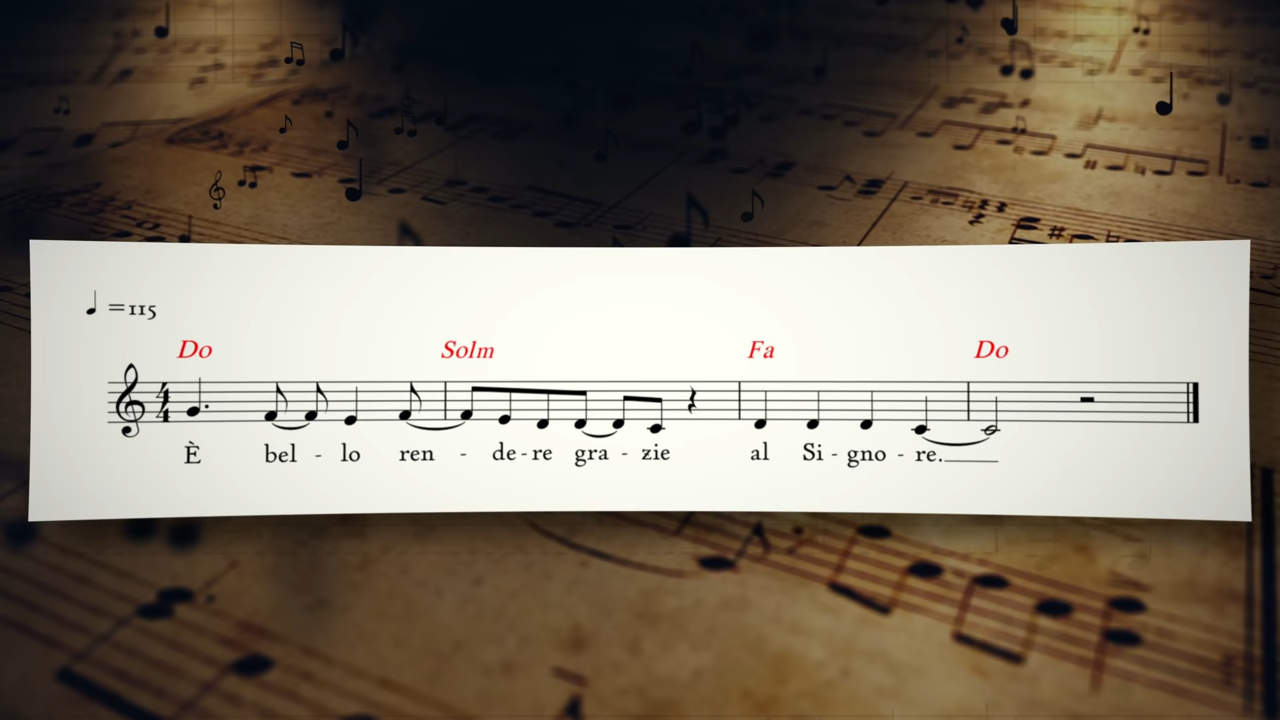 ♩ =115
Do Solm Fa Do
È bel - lo ren - de - re gra - zie al Si - gno - re.